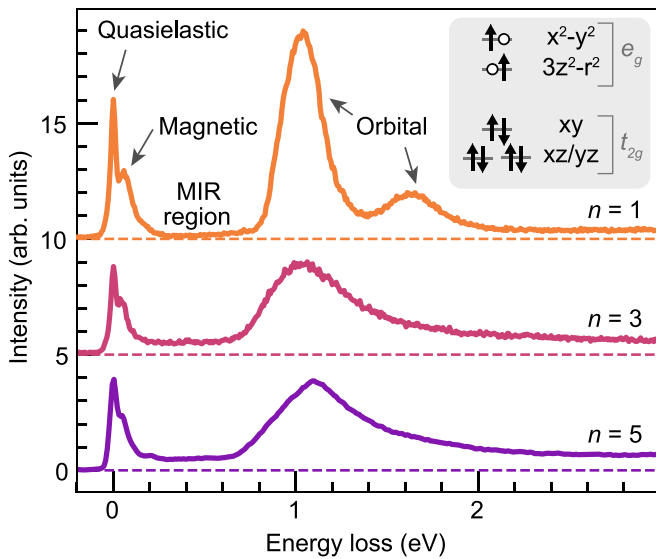 Quasielastic
x²-y²
3z²-r²
e_g
Magnetic
Orbital
xy
xz/yz
t_2g
MIR
region
n = 1
n = 3
n = 5
15
10
5
0
Intensity (arb. units)
0
1
2
Energy loss (eV)